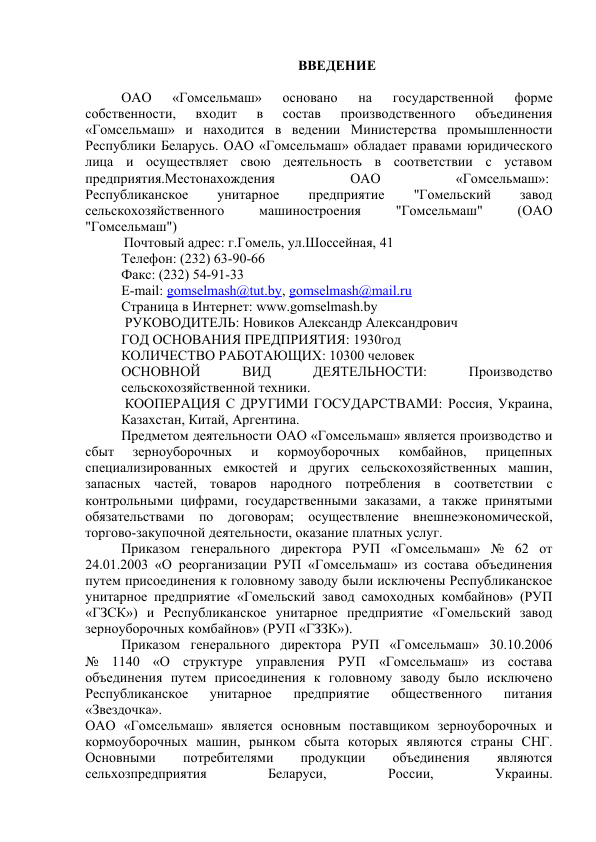 ВВЕДЕНИЕ
ОАО «Гомсельмаш» основано на государственной форме
собственности, входит в состав производственного объединения
«Гомсельмаш» и находится в ведении Министерства промышленности
Республики Беларусь. ОАО «Гомсельмаш» обладает правами юридического
лица и осуществляет свою деятельность в соответствии с уставом
предприятия.Местонахождения ОАО «Гомсельмаш»:
Республиканское унитарное предприятие "Гомельский завод
сельскохозяйственного машиностроения "Гомсельмаш" (ОАО
"Гомсельмаш")
Почтовый адрес: г.Гомель, ул.Шоссейная, 41
Телефон: (232) 63-90-66
Факс: (232) 54-91-33
E-mail: gomselmash@tut.by, gomselmash@mail.ru
Страница в Интернет: www.gomselmash.by
РУКОВОДИТЕЛЬ: Новиков Александр Александрович
ГОД ОСНОВАНИЯ ПРЕДПРИЯТИЯ: 1930год
КОЛИЧЕСТВО РАБОТАЮЩИХ: 10300 человек
ОСНОВНОЙ ВИД ДЕЯТЕЛЬНОСТИ: Производство
сельскохозяйственной техники.
КООПЕРАЦИЯ С ДРУГИМИ ГОСУДАРСТВАМИ: Россия, Украина,
Казахстан, Китай, Аргентина.
Предметом деятельности ОАО «Гомсельмаш» является производство и
сбыт зерноуборочных и кормоуборочных комбайнов, прицепных
специализированных емкостей и других сельскохозяйственных машин,
запасных частей, товаров народного потребления в соответствии с
контрольными цифрами, государственными заказами, а также принятыми
обязательствами по договорам; осуществление внешнеэкономической,
торгово-закупочной деятельности, оказание платных услуг.
Приказом генерального директора РУП «Гомсельмаш» № 62 от
24.01.2003 «О реорганизации РУП «Гомсельмаш» из состава объединения
путем присоединения к головному заводу были исключены Республиканское
унитарное предприятие «Гомельский завод самоходных комбайнов» (РУП
«ГЗСК») и Республиканское унитарное предприятие «Гомельский завод
зерноуборочных комбайнов» (РУП «ГЗЗК»).
Приказом генерального директора РУП «Гомсельмаш» 30.10.2006
№ 1140 «О структуре управления РУП «Гомсельмаш» из состава
объединения путем присоединения к головному заводу было исключено
Республиканское унитарное предприятие общественного питания
«Звездочка».
ОАО «Гомсельмаш» является основным поставщиком зерноуборочных и
кормоуборочных машин, рынком сбыта которых являются страны СНГ.
Основными потребителями продукции объединения являются
сельхозпредприятия Беларуси, России, Украины.